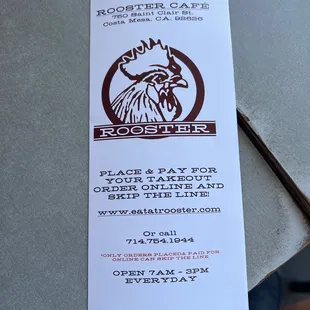 ROOSTER CAFÉ
750 Saint Clair St.
Costa Mesa, CA. 92626
ROOSTER
PLACE & PAY FOR
YOUR TAKEOUT
ORDER ONLINE AND
SKIP THE LINE!
www.eatatrooster.com
Or call
714.754.1944
*ONLY ORDERS PLACED & PAID FOR
ONLINE CAN SKIP THE LINE
OPEN 7AM - 3PM
EVERYDAY